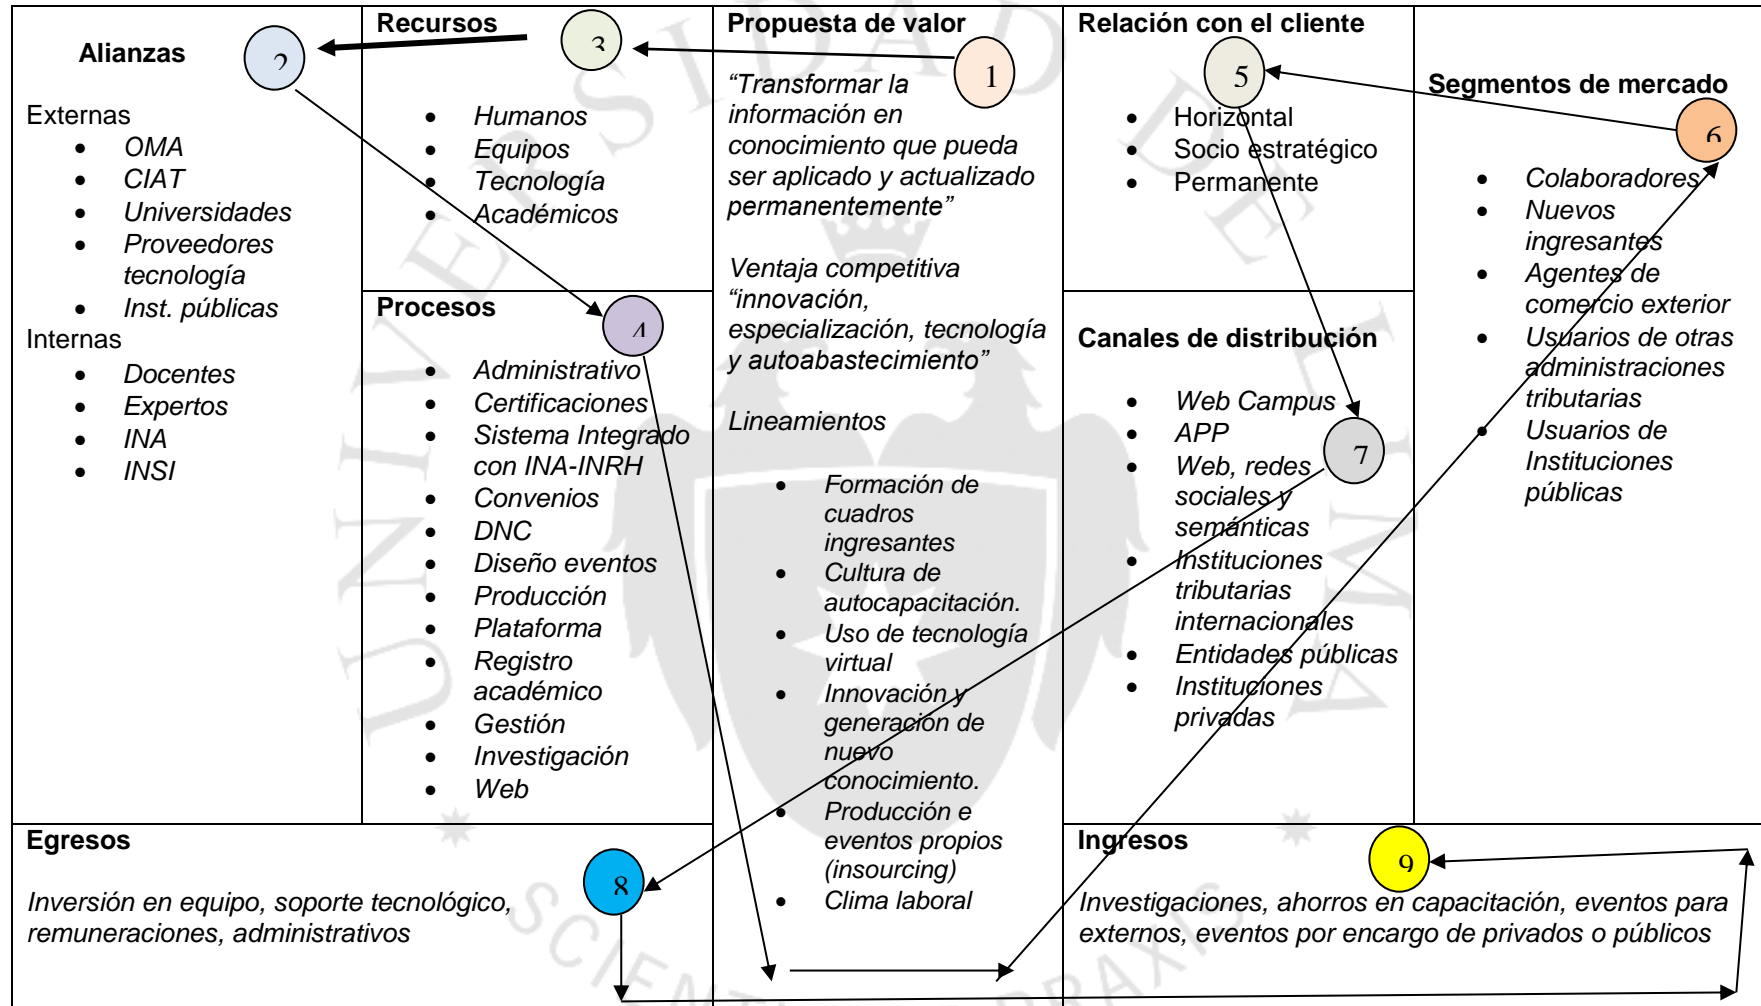 Alianzas
2
Externas
• OMA
• CIAT
• Universidades
• Proveedores
tecnología
• Inst. públicas
Internas
• Docentes
• Expertos
• INA
• INSI
Recursos
3
• Humanos
• Equipos
• Tecnología
• Académicos
Procesos
4
• Administrativo
• Certificaciones
• Sistema Integrado
con INA-INRH
• Convenios
• DNC
• Diseño eventos
• Producción
• Plataforma
• Registro
académico
• Gestión
• Investigación
• Web
Propuesta de valor
1
“Transformar la
información en
conocimiento que pueda
ser aplicado y actualizado
permanentemente”
Ventaja competitiva
“innovación,
especialización, tecnología
y autoabastecimiento”
Lineamientos
• Formación de
cuadros
ingresantes
• Cultura de
autocapacitación.
• Uso de tecnología
virtual
• Innovación y
generación de
nuevo
conocimiento.
• Producción e
eventos propios
(insourcing)
• Clima laboral
Relación con el cliente
5
• Horizontal
• Socio estratégico
• Permanente
Canales de distribución
• Web Campus
• APP
7
• Web, redes
sociales y
semánticas
• Instituciones
tributarias
internacionales
• Entidades públicas
• Instituciones
privadas
Segmentos de mercado
6
• Colaboradores
• Nuevos
ingresantes
• Agentes de
comercio exterior
• Usuarios de otras
administraciones
tributarias
• Usuarios de
Instituciones
públicas
Egresos
8
Inversión en equipo, soporte tecnológico,
remuneraciones, administrativos
Ingresos
9
Investigaciones, ahorros en capacitación, eventos para
externos, eventos por encargo de privados o públicos
UNIVERSIDAD DE LIMA